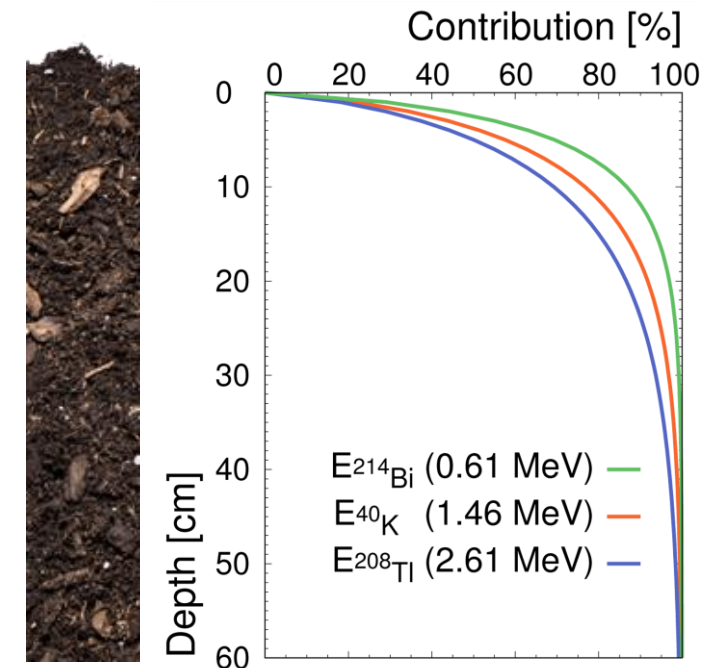 Contribution [%]
0 20 40 60 80 100
0
10
20
30
40
50
60
Depth [cm]
E214Bi (0.61 MeV)
E40K (1.46 MeV)
E208Tl (2.61 MeV)